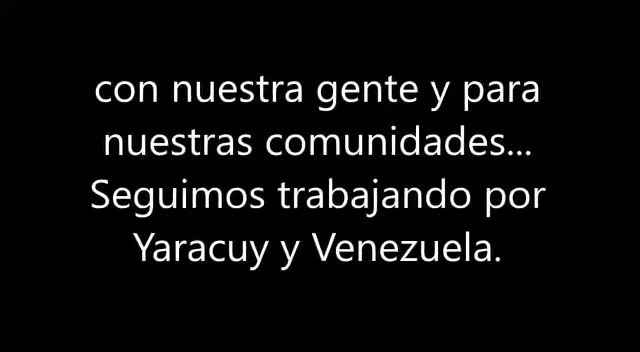 con nuestra gente y para
nuestras comunidades...
Seguimos trabajando por
Yaracuy y Venezuela.